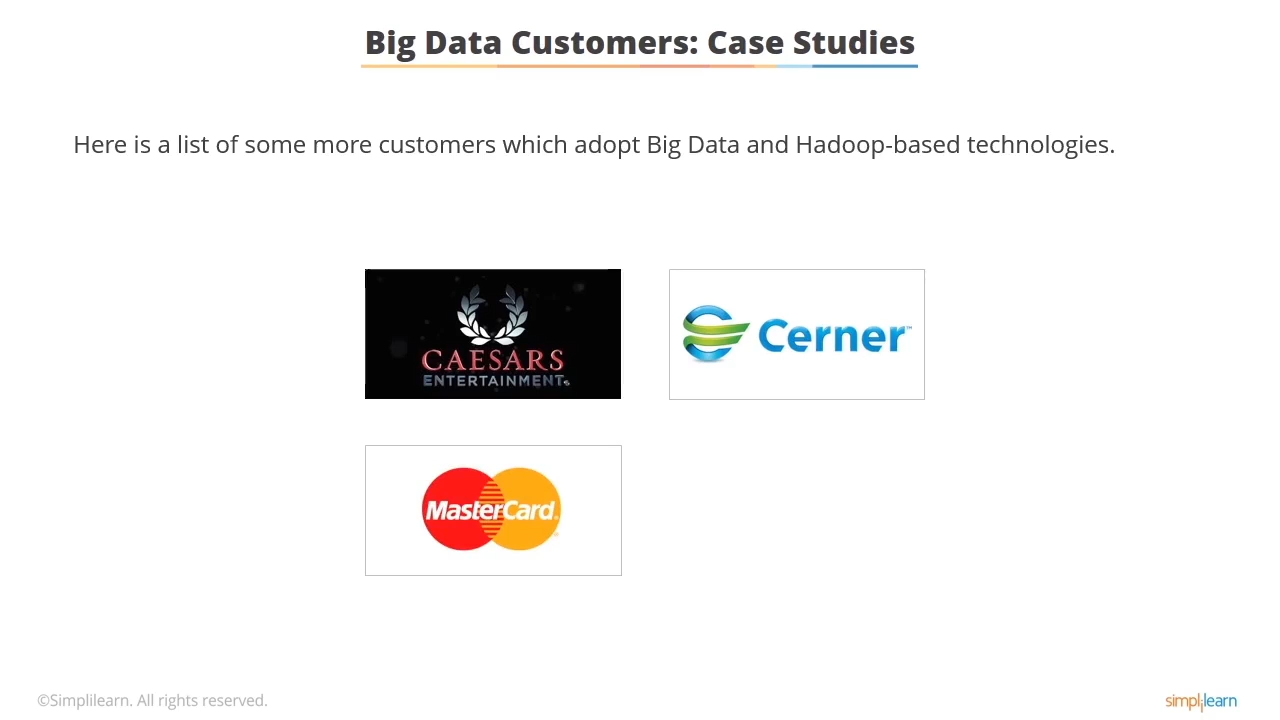 Big Data Customers: Case Studies
Here is a list of some more customers which adopt Big Data and Hadoop-based technologies.
CAESARS
ENTERTAINMENT
Cerner™
MasterCard
©Simplilearn. All rights reserved.
simplilearn